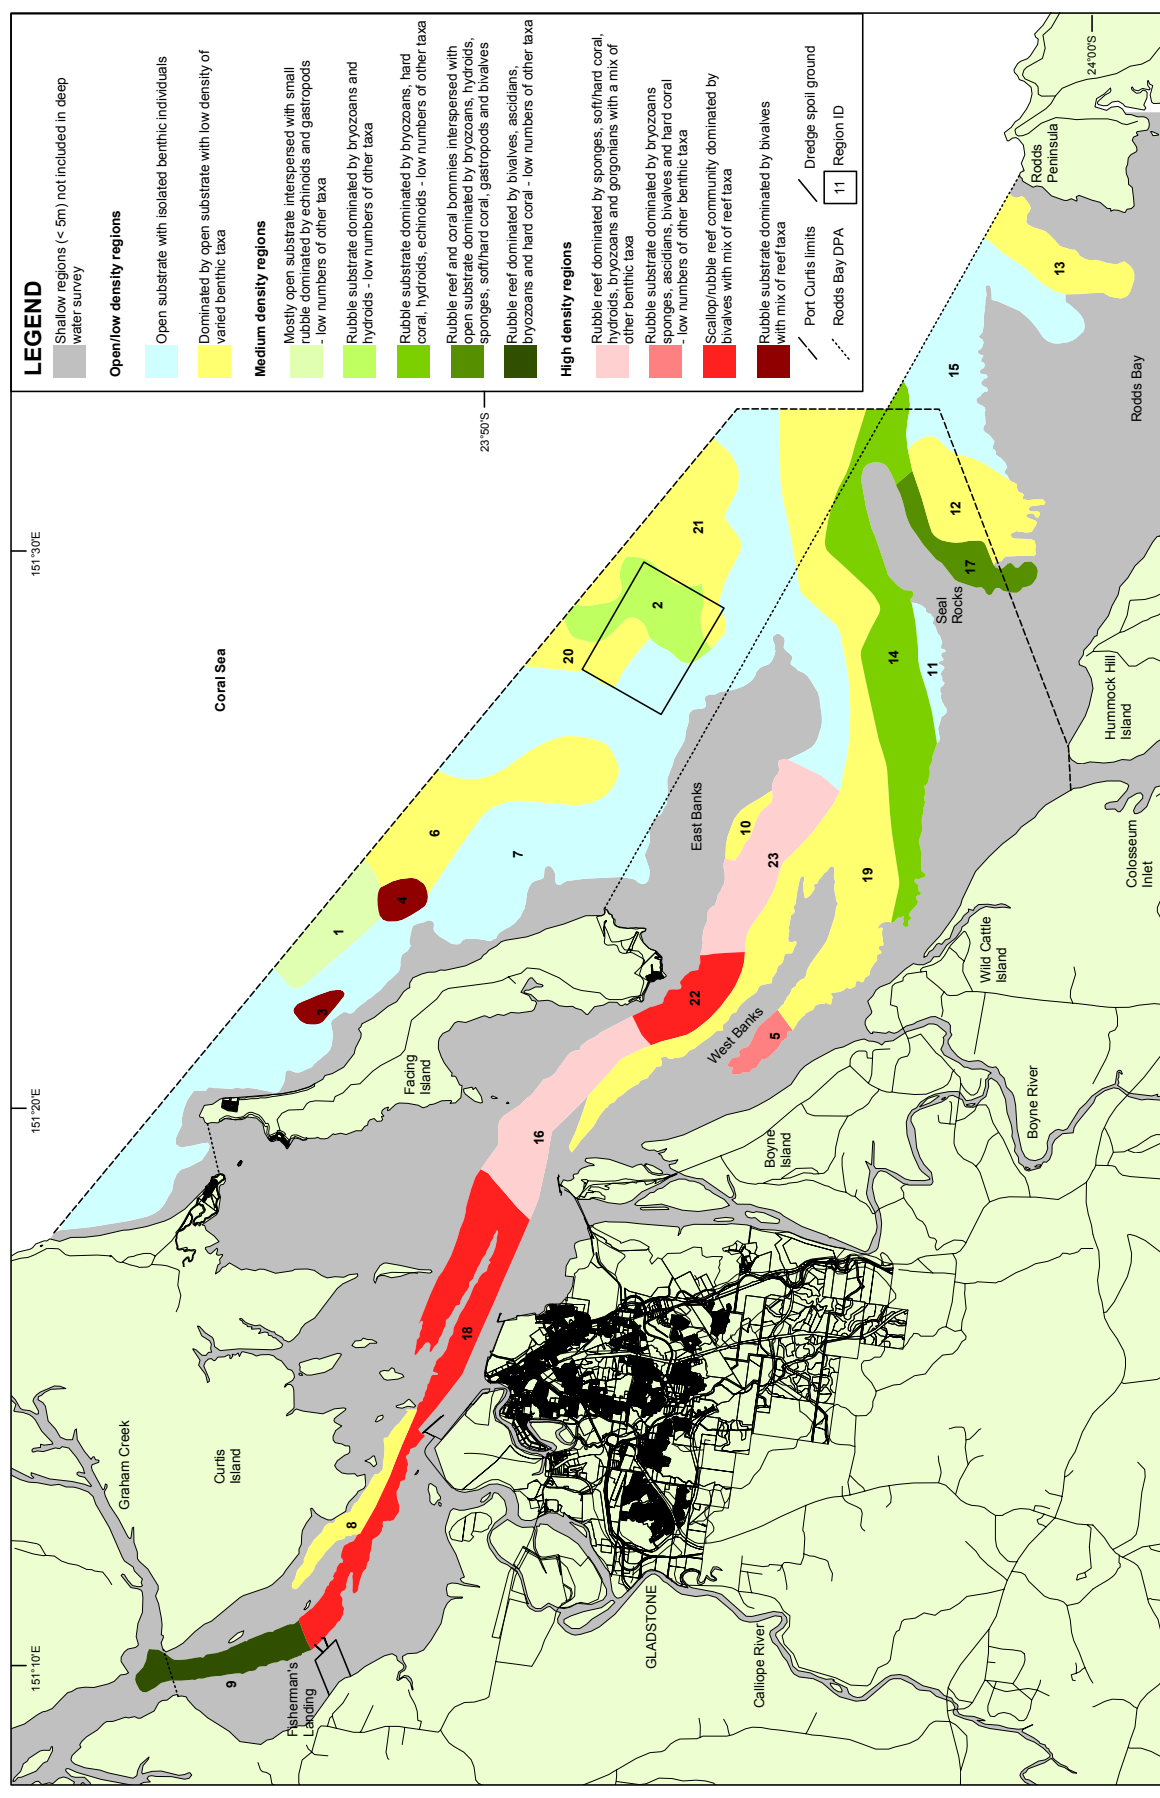 LEGEND
Shallow regions (< 5m) not included in deep
water survey
Open/low density regions
Open substrate with isolated benthic individuals
Dominated by open substrate with low density of
varied benthic taxa
Medium density regions
Mostly open substrate interspersed with small
rubble dominated by echinoids and gastropods
- low numbers of other taxa
Rubble substrate dominated by bryozoans and
hydroids - low numbers of other taxa
Rubble substrate dominated by bryozoans, hard
coral, hydroids, echinoids - low numbers of other taxa
Rubble reef and coral bommies interspersed with
open substrate dominated by bryozoans, hydroids,
sponges, soft/hard coral, gastropods and bivalves
Rubble reef dominated by bivalves, ascidians,
bryozoans and hard coral - low numbers of other taxa
High density regions
Rubble reef dominated by sponges, soft/hard coral,
hydroids, bryozoans and gorgonians with a mix of
other benthic taxa
Rubble substrate dominated by bryozoans
sponges, ascidians, bivalves and hard coral
- low numbers of other benthic taxa
Scallop/rubble reef community dominated by
bivalves with mix of reef taxa
Rubble substrate dominated by bivalves
with mix of reef taxa
Port Curtis limits
Dredge spoil ground
Rodds Bay DPA
11
Region ID
151°10'E
151°20'E
151°30'E
23°50'S
24°00'S
Coral Sea
Graham Creek
Curtis
Island
Fisherman's
Landing
GLADSTONE
Calliope River
Facing
Island
East Banks
West Banks
Boyne
Island
Boyne River
Wild Cattle
Island
Colosseum
Inlet
Hummock Hill
Island
Seal
Rocks
Rodds Bay
Rodds
Peninsula
9
8
18
16
22
5
3
1
4
6
7
10
23
19
20
2
21
14
11
17
12
15
13